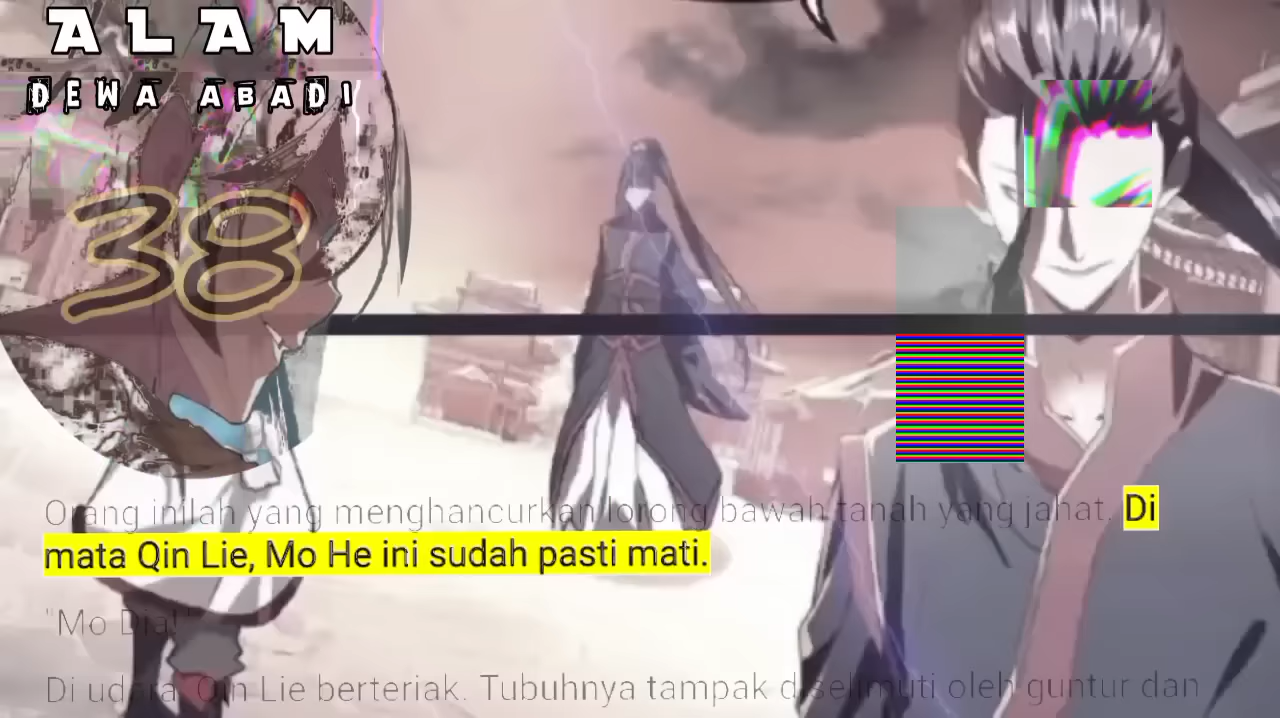 ALAM
DEWA ABADI
38
Orang inilah yang menghancurkan lorong bawah tanah yang jahat. Di
mata Qin Lie, Mo He ini sudah pasti mati.
"Mo Dia!"
Di udara, Qin Lie berteriak. Tubuhnya tampak diselimuti oleh guntur dan